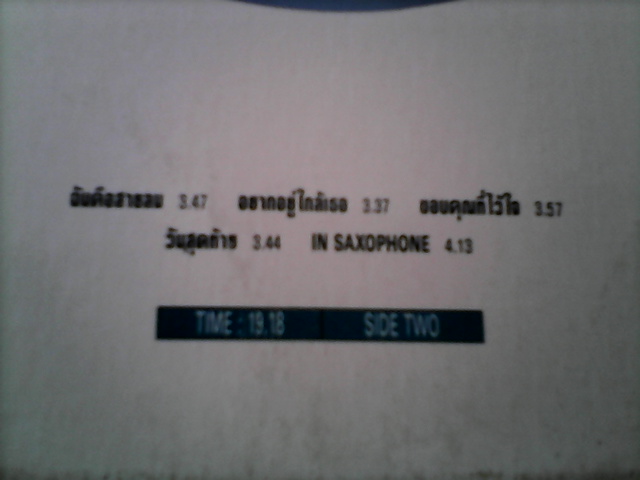 ฉันคือสายลม 3.47 อยากอยู่ใกล้เธอ 3.37 ขอบคุณที่ไว้ใจ 3.57
วันสุดท้าย 3.44 IN SAXOPHONE 4.13
TIME : 19.18 SIDE TWO